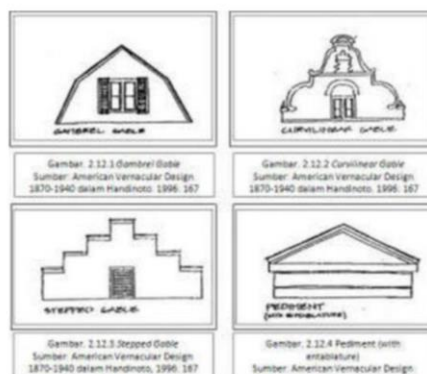 GAMBREL GABLE
CURVILINEAR GABLE
Gambar. 2.12.1 Gambrel Gable
Sumber: American Vernacular Design
1870-1940 dalam Handinoto. 1996: 167
Gambar. 2.12.2 Curvilinear Gable
Sumber: American Vernacular Design
1870-1940 dalam Handinoto. 1996: 167
STEPPED GABLE
PEDIMENT
(WITH ENTABLATURE)
Gambar. 2.12.3 Stepped Gable
Sumber: American Vernacular Design
1870-1940 dalam Handinoto, 1996: 167
Gambar. 2.12.4 Pediment (with
entablature)
Sumber: American Vernacular Design